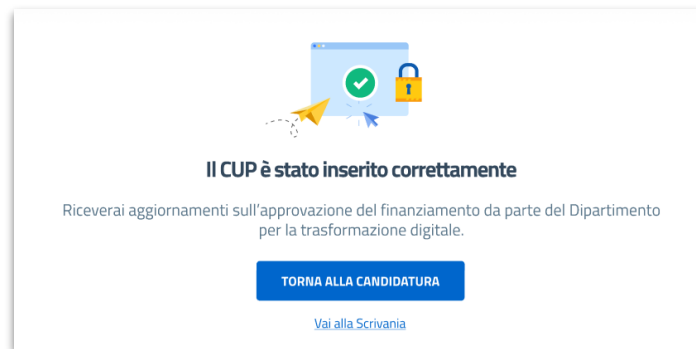 Il CUP è stato inserito correttamente
Riceverai aggiornamenti sull'approvazione del finanziamento da parte del Dipartimento
per la trasformazione digitale.
TORNA ALLA CANDIDATURA
Vai alla Scrivania